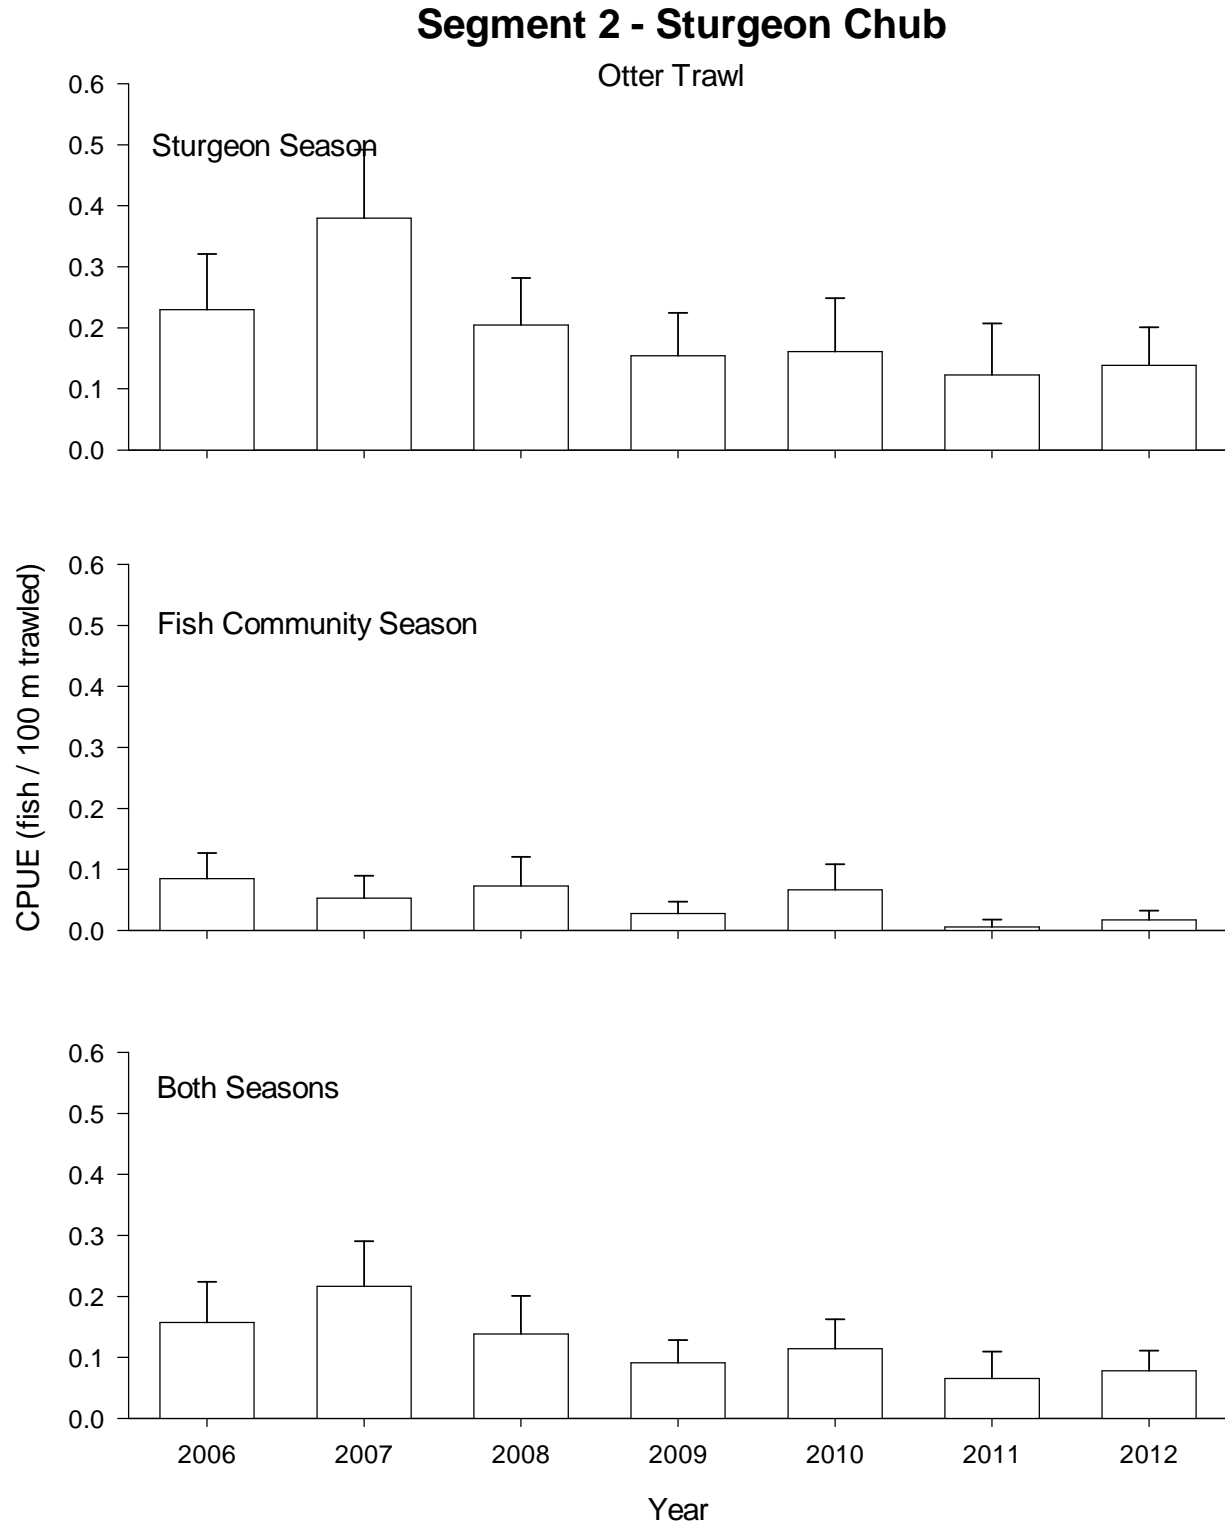 Segment 2 - Sturgeon Chub
Otter Trawl
0.6
0.5
0.4
0.3
0.2
0.1
0.0
Sturgeon Season
CPUE (fish / 100 m trawled)
0.6
0.5
0.4
0.3
0.2
0.1
0.0
Fish Community Season
0.6
0.5
0.4
0.3
0.2
0.1
0.0
Both Seasons
2006 2007 2008 2009 2010 2011 2012
Year